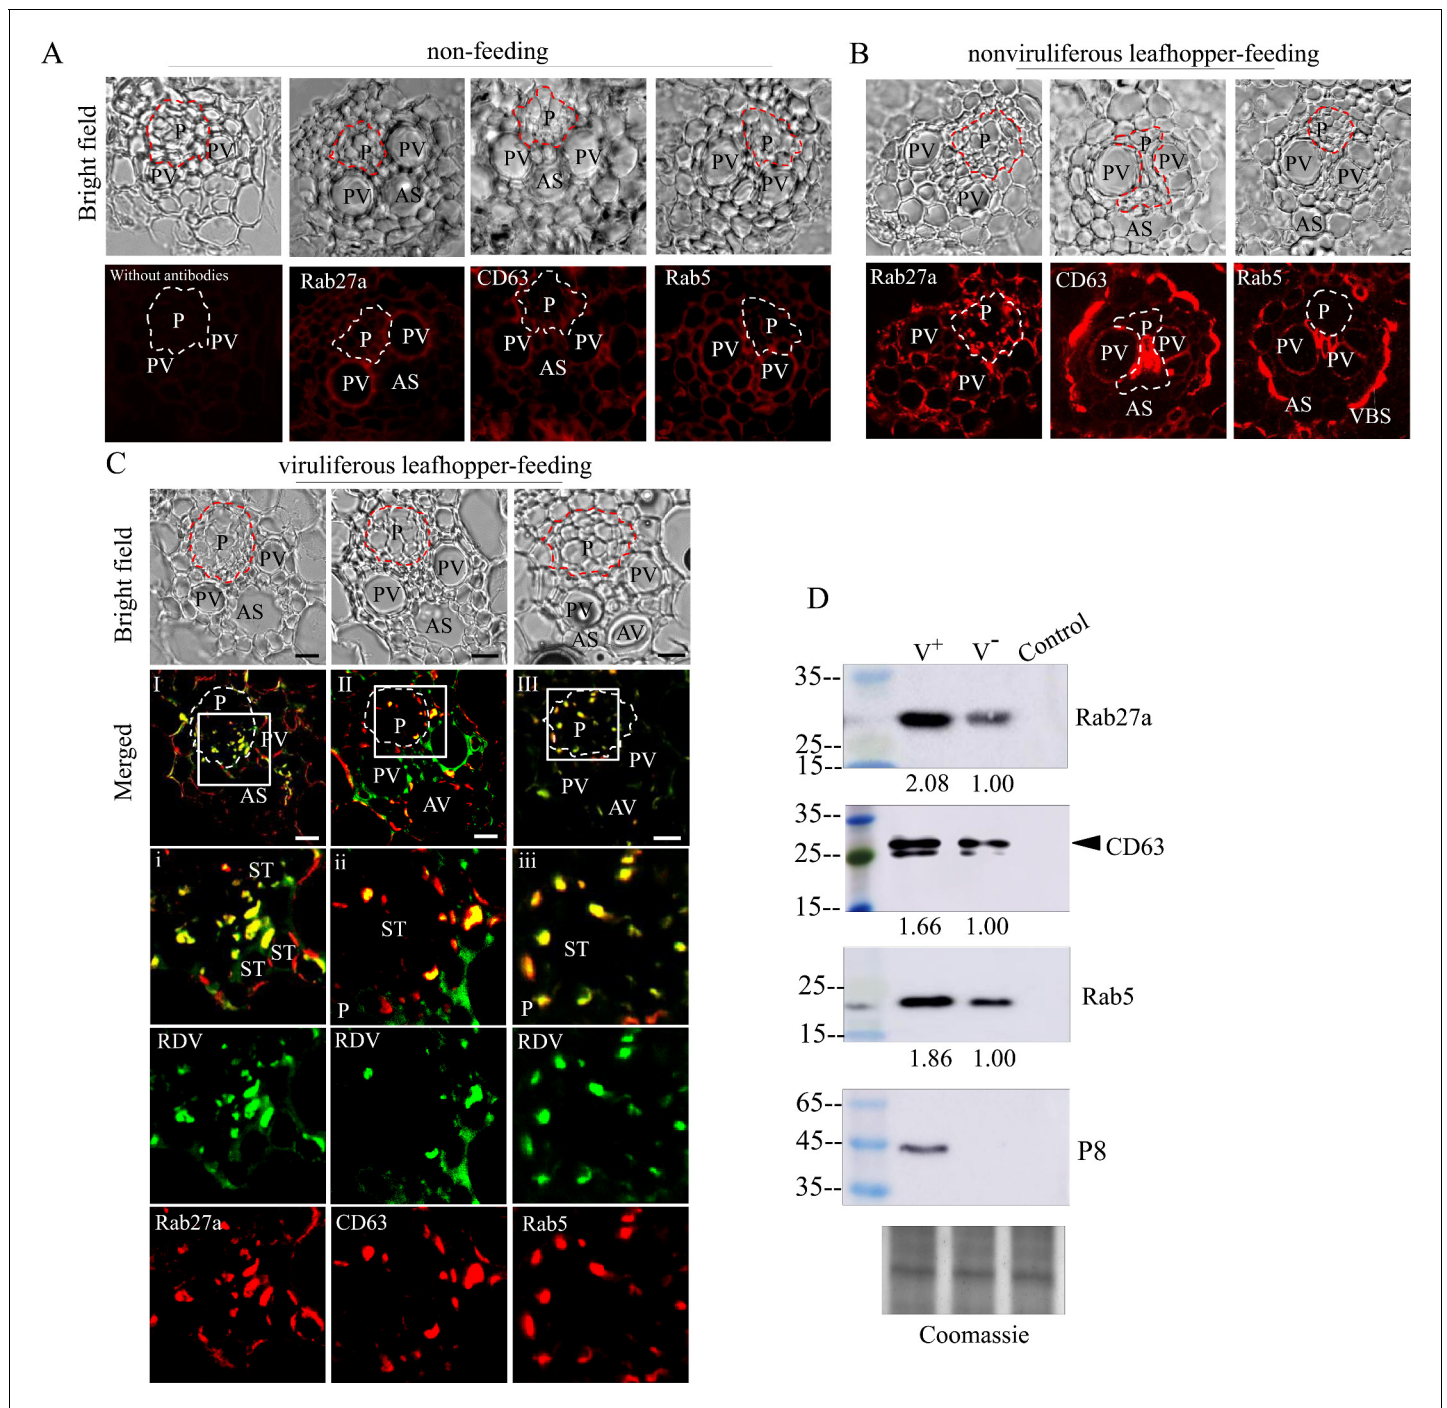 A
non-feeding
B
nonviruliferous leafhopper-feeding
Bright field
P PV PV
P PV PV AS
P PV PV AS
P PV PV
P PV PV
P PV PV AS
P PV PV AS
Without antibodies P PV PV
Rab27a P PV PV AS
CD63 P PV PV AS
Rab5 P PV PV
Rab27a P PV PV
CD63 P PV PV AS
Rab5 P PV AS VBS
C
viruliferous leafhopper-feeding
Bright field
P PV PV AS
P PV PV AS
P PV PV AS AV
Merged
I P PV AS
II P PV AV
III P PV PV AV
i ST ST ST
ii ST P
iii ST P
RDV RDV RDV
Rab27a CD63 Rab5
D
V+ V- Control
35--
25--
15--
Rab27a
2.08 1.00
35--
25--
15--
CD63
1.66 1.00
25--
15--
Rab5
1.86 1.00
65--
45--
35--
P8
Coomassie